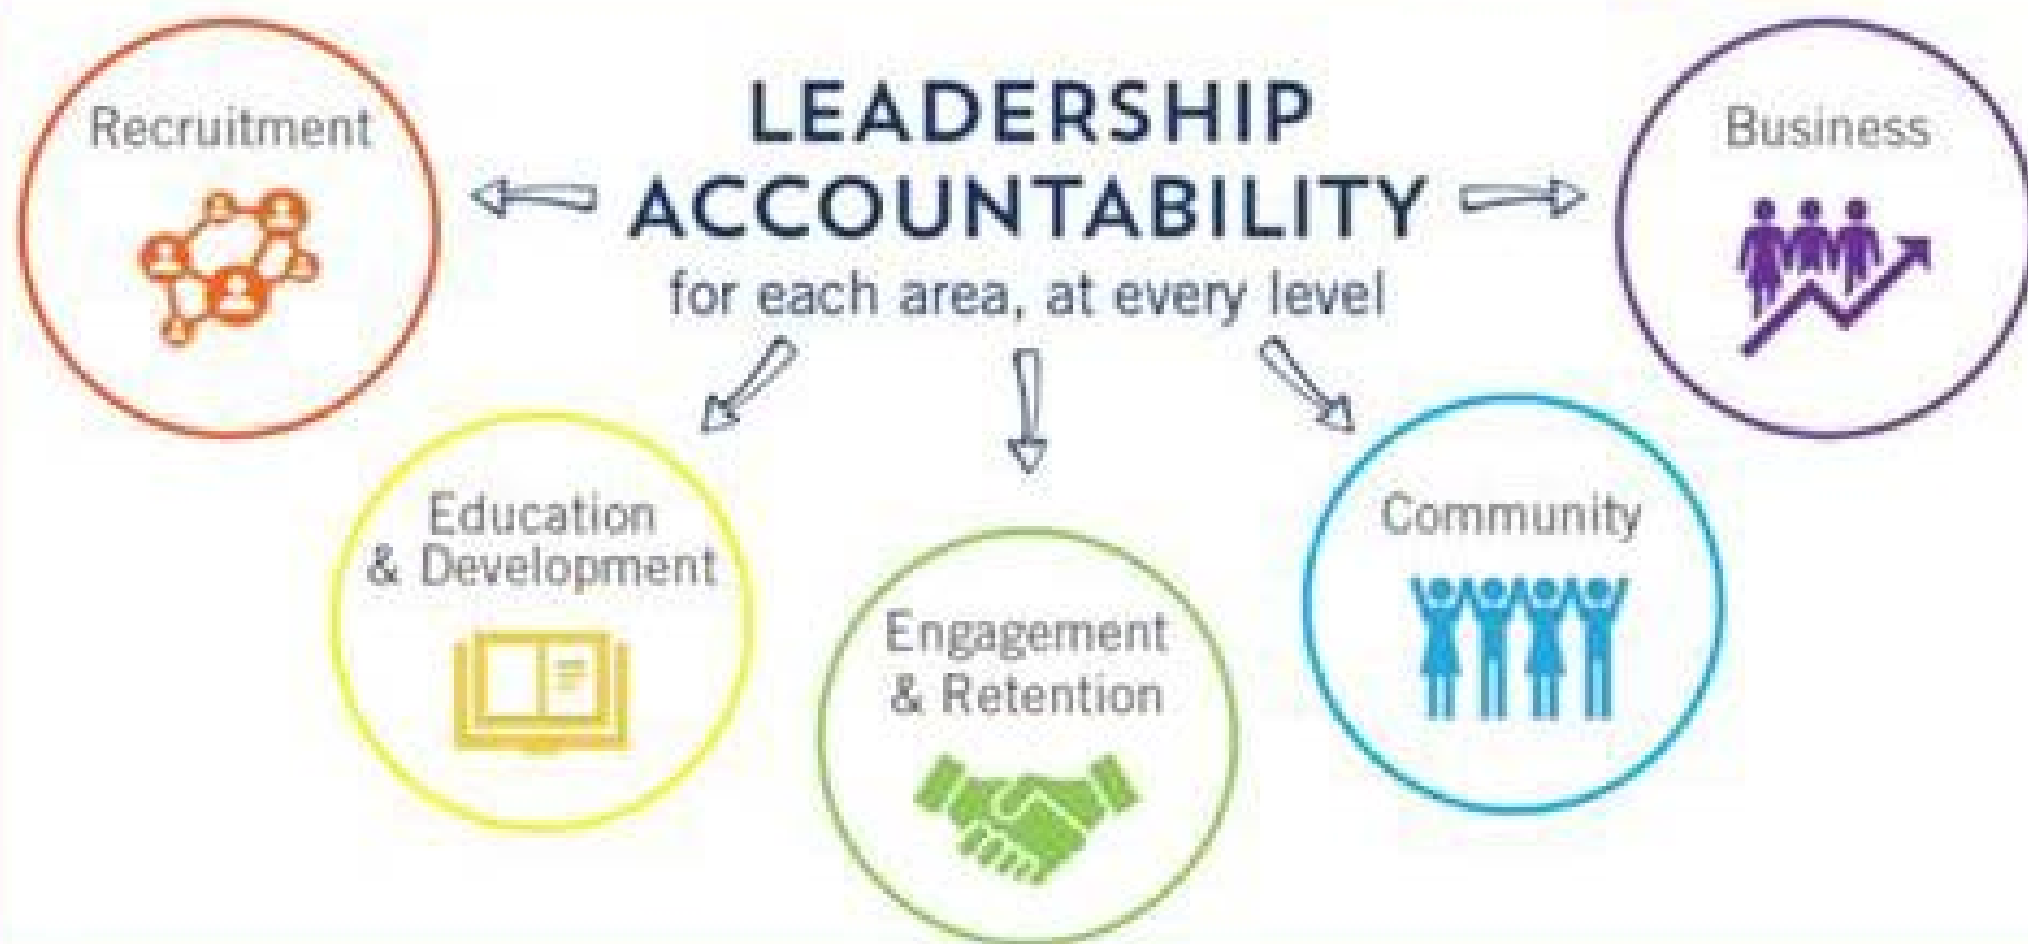 LEADERSHIP
ACCOUNTABILITY
for each area, at every level
Recruitment
Education
& Development
Engagement
& Retention
Community
Business